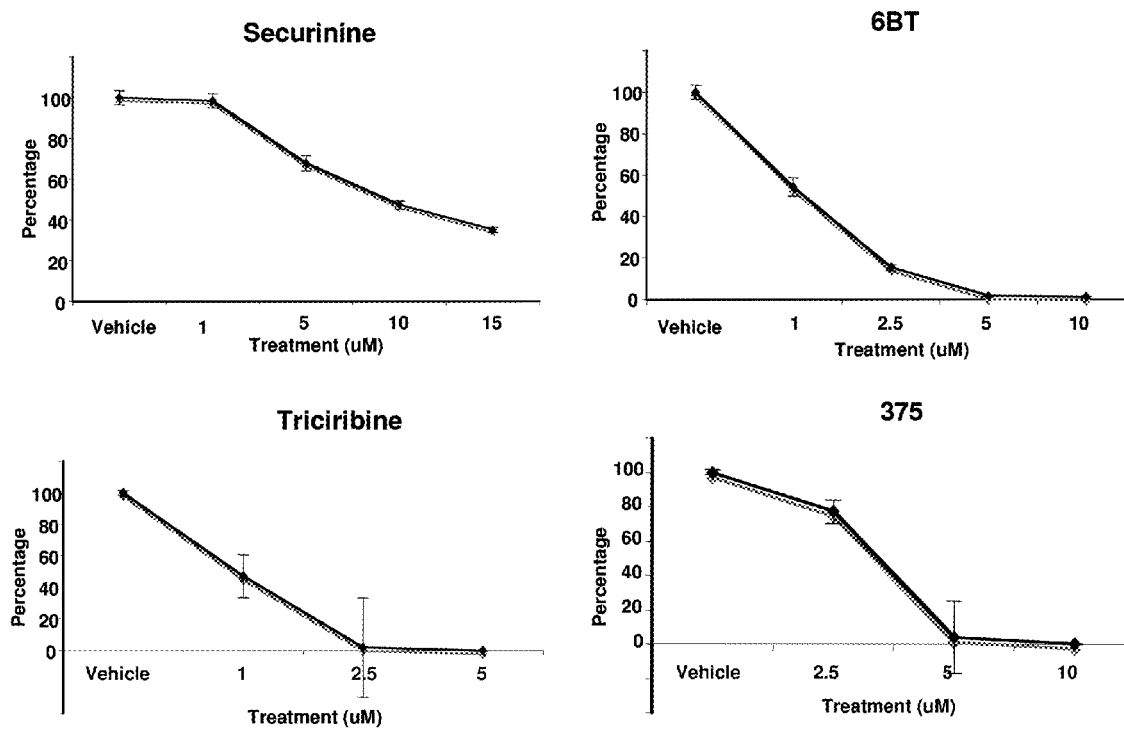 Securinine
Percentage
100
80
60
40
20
0
Vehicle 1 5 10 15
Treatment (uM)
6BT
Percentage
100
80
60
40
20
0
Vehicle 1 2.5 5 10
Treatment (uM)
Triciribine
Percentage
100
80
60
40
20
0
Vehicle 1 2.5 5
Treatment (uM)
375
Percentage
100
80
60
40
20
0
Vehicle 2.5 5 10
Treatment (uM)